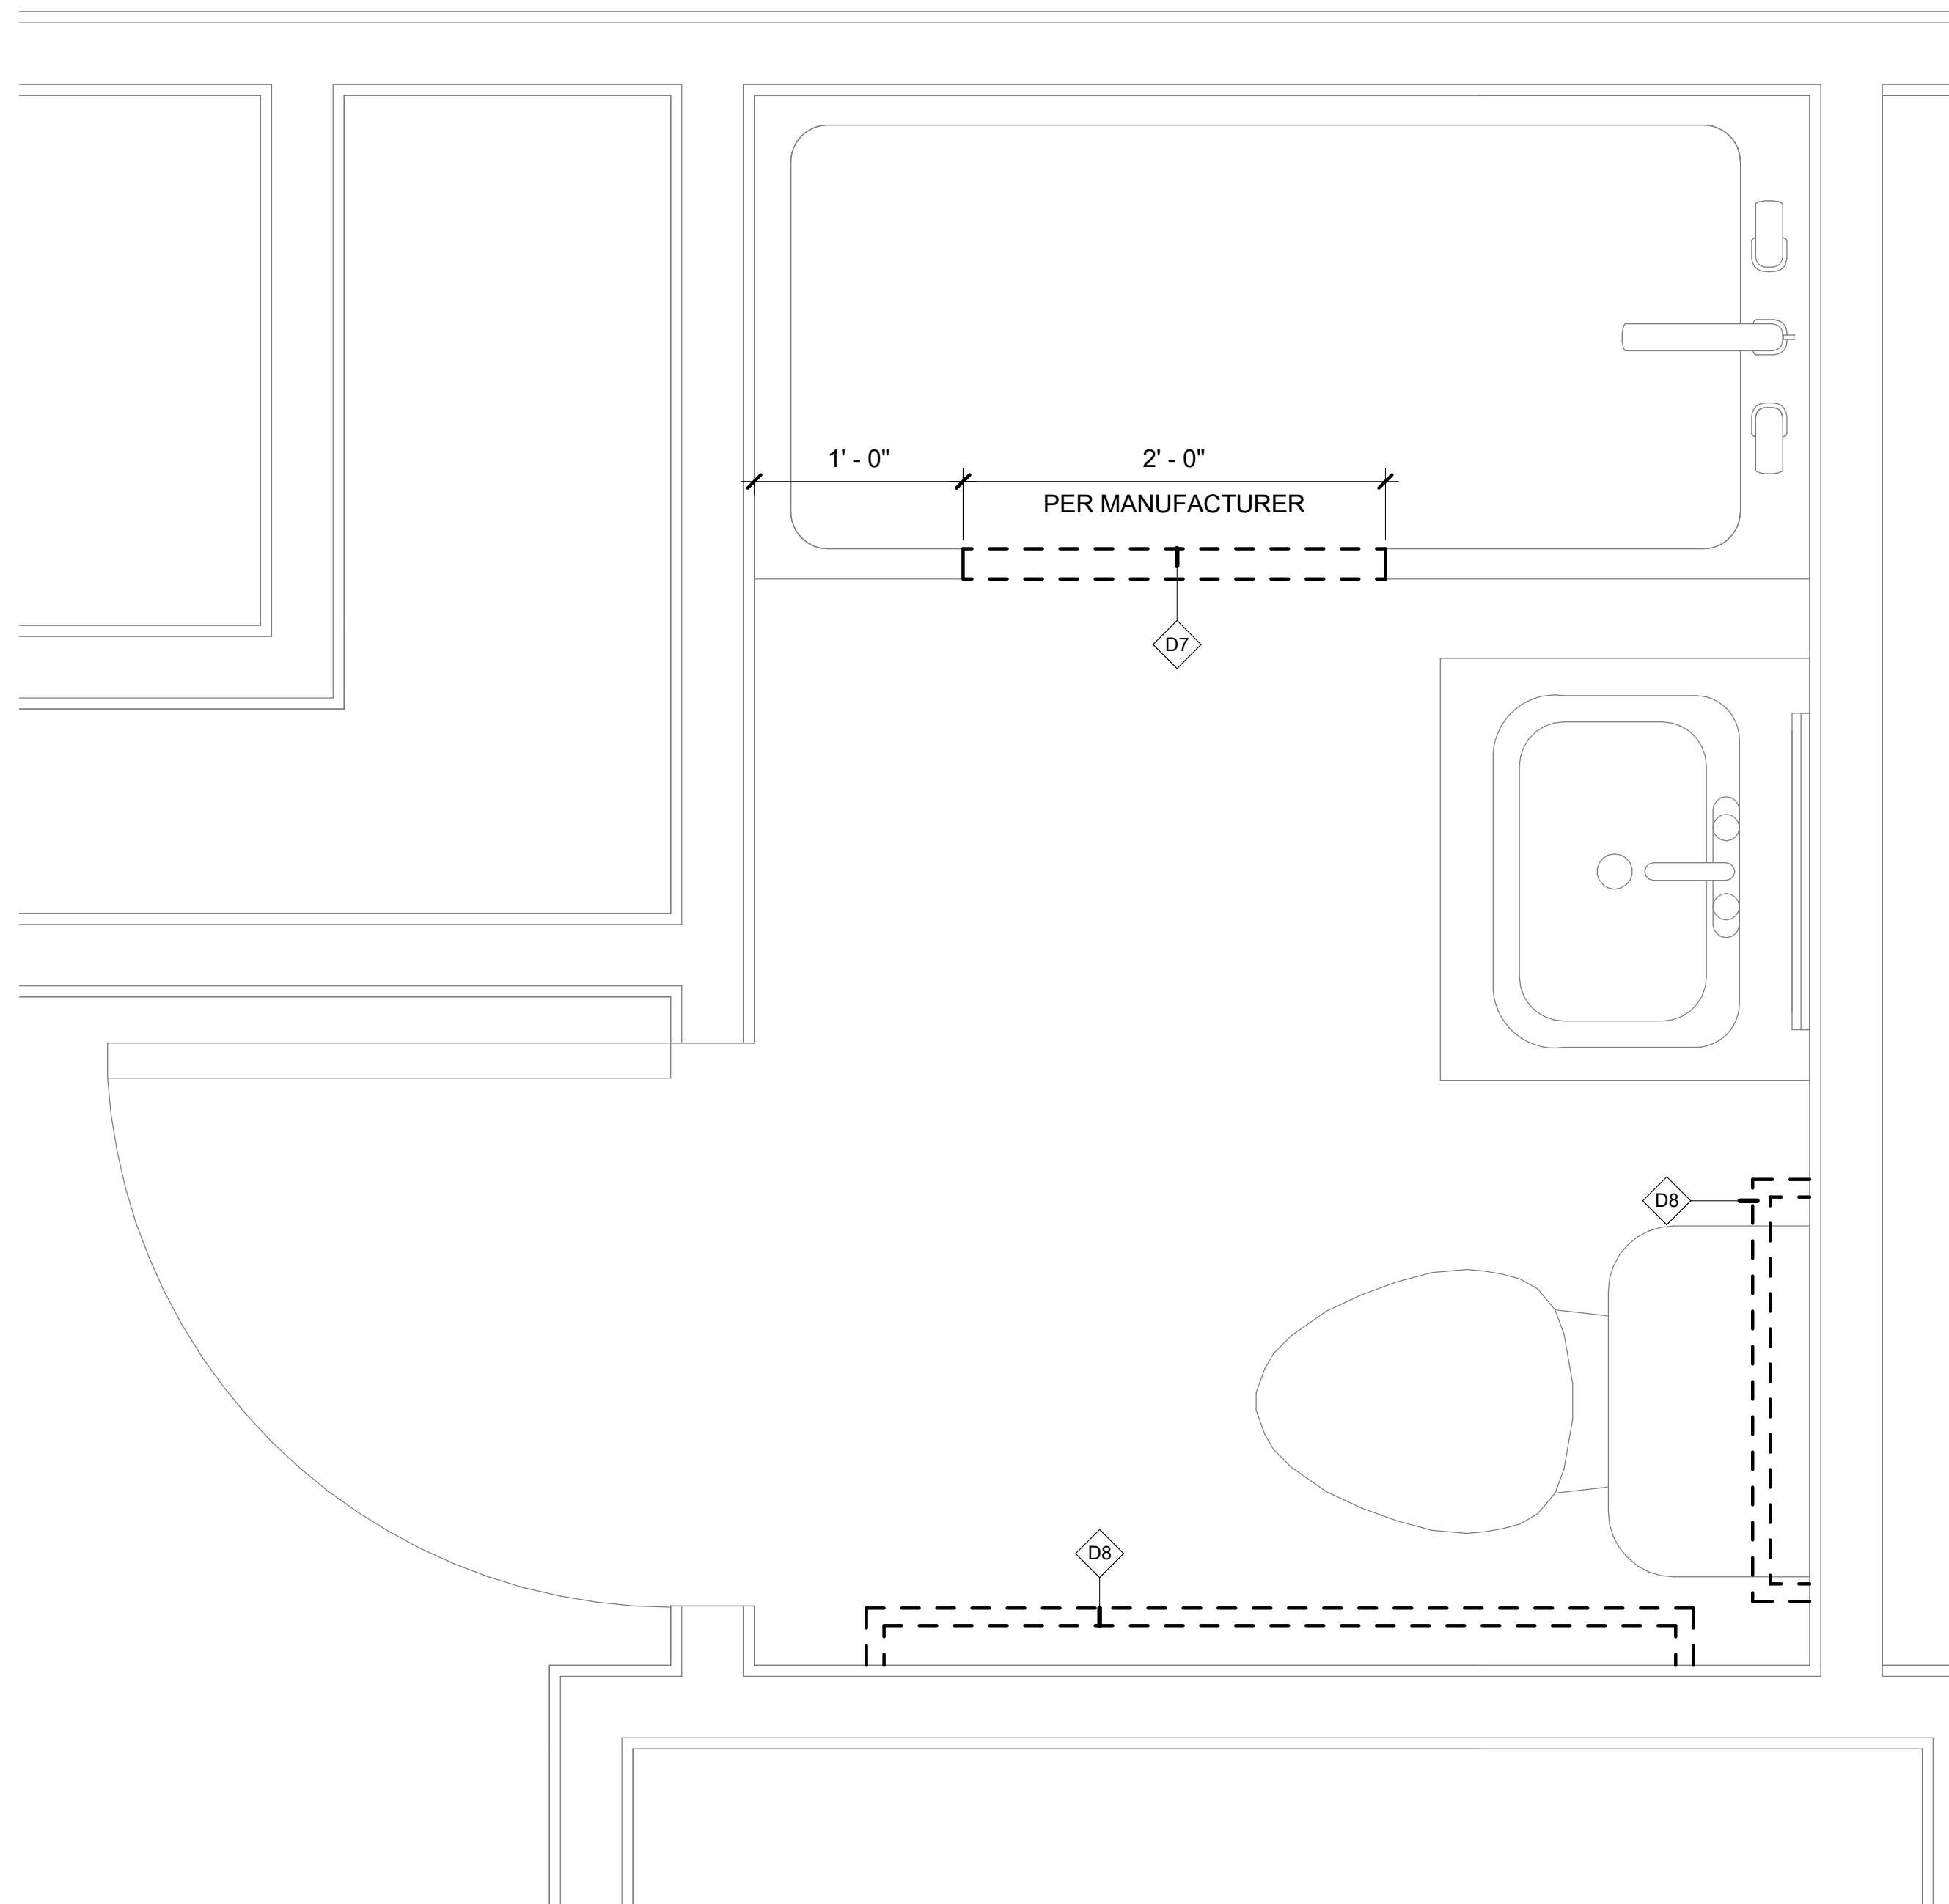 1' - 0"
2' - 0"
PER MANUFACTURER
D7
D8
D8